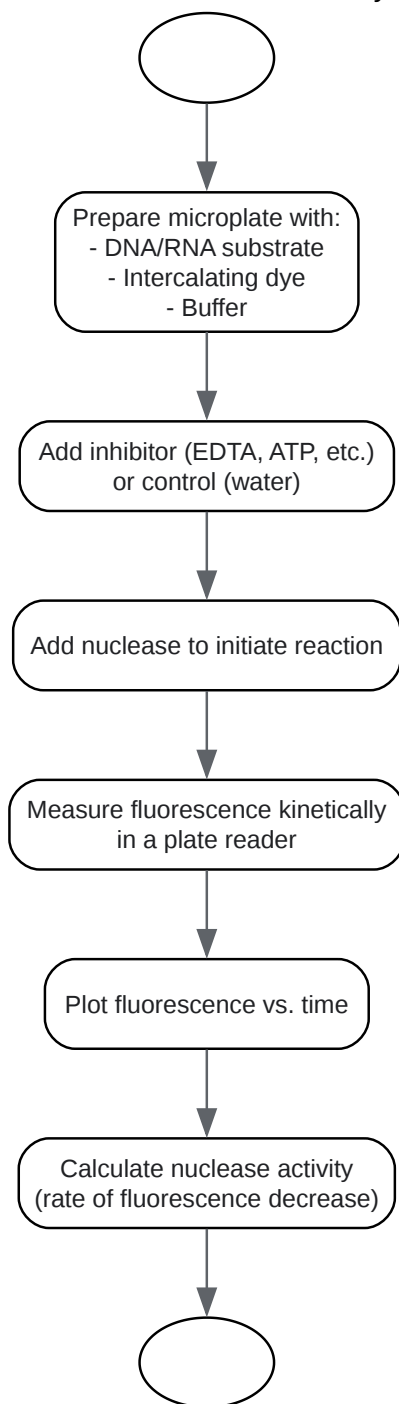 Prepare microplate with:
- DNA/RNA substrate
- Intercalating dye
- Buffer
Add inhibitor (EDTA, ATP, etc.)
or control (water)
Add nuclease to initiate reaction
Measure fluorescence kinetically
in a plate reader
Plot fluorescence vs. time
Calculate nuclease activity
(rate of fluorescence decrease)